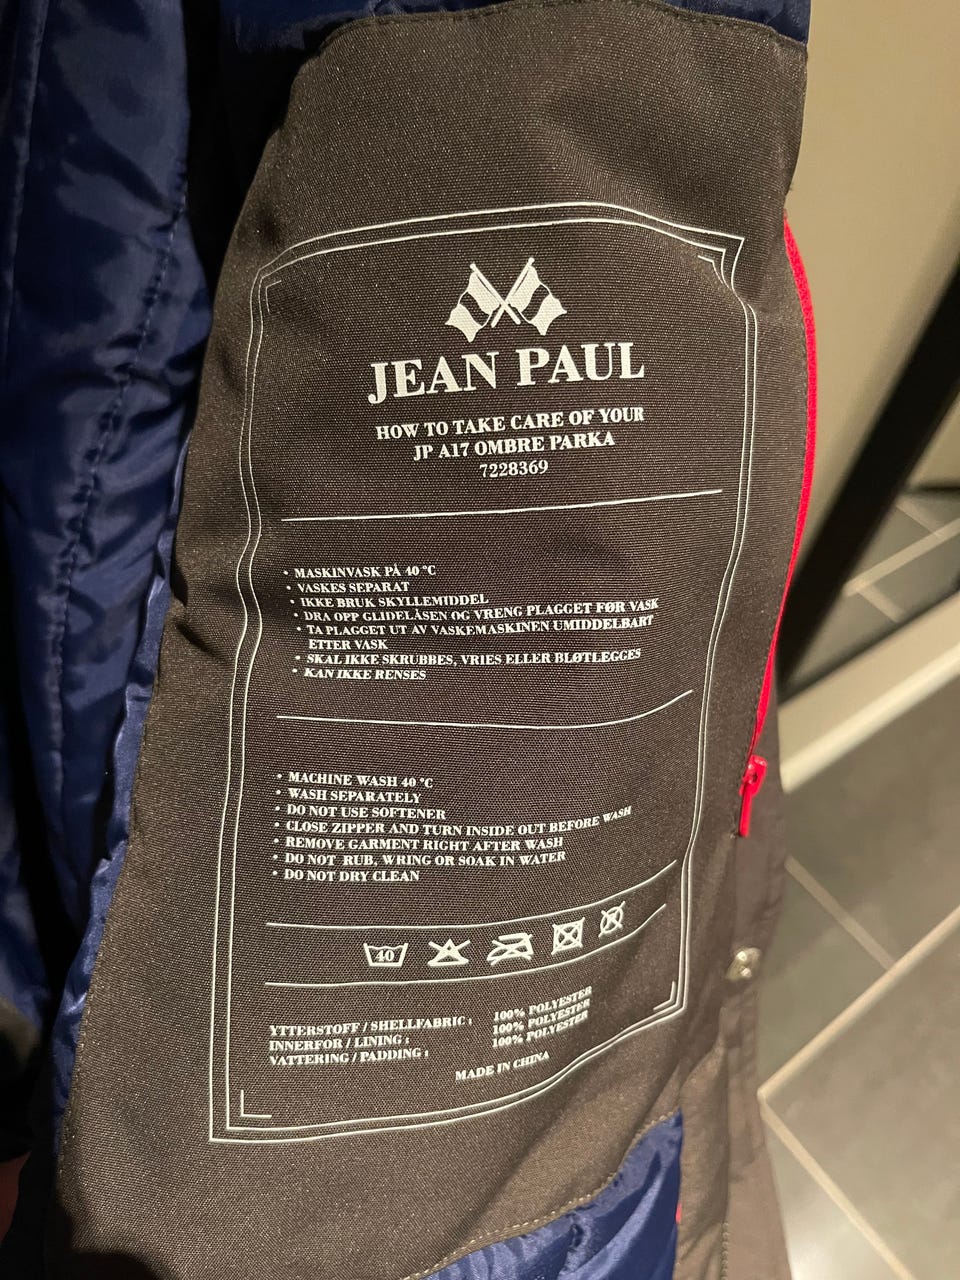 JEAN PAUL
HOW TO TAKE CARE OF YOUR
JP A17 OMBRE PARKA
7228369
• MASKINVASK PÅ 40 °C
• VASKES SEPARAT
• IKKE BRUK SKYLLEMIDDEL
• DRA OPP GLIDELÅSEN OG VRENG PLAGGET FØR VASK
• TA PLAGGET UT AV VASKEMASKINEN UMIDDELBART
ETTER VASK
• SKAL IKKE SKRUBBES, VRIES ELLER BLØTLEGGES
• KAN IKKE RENSES
• MACHINE WASH 40 °C
• WASH SEPARATELY
• DO NOT USE SOFTENER
• CLOSE ZIPPER AND TURN INSIDE OUT BEFORE WASH
• REMOVE GARMENT RIGHT AFTER WASH
• DO NOT RUB, WRING OR SOAK IN WATER
• DO NOT DRY CLEAN
40
YTTERSTOFF / SHELLFABRIC : 100% POLYESTER
INNERFOR / LINING : 100% POLYESTER
VATTERING / PADDING : 100% POLYESTER
MADE IN CHINA